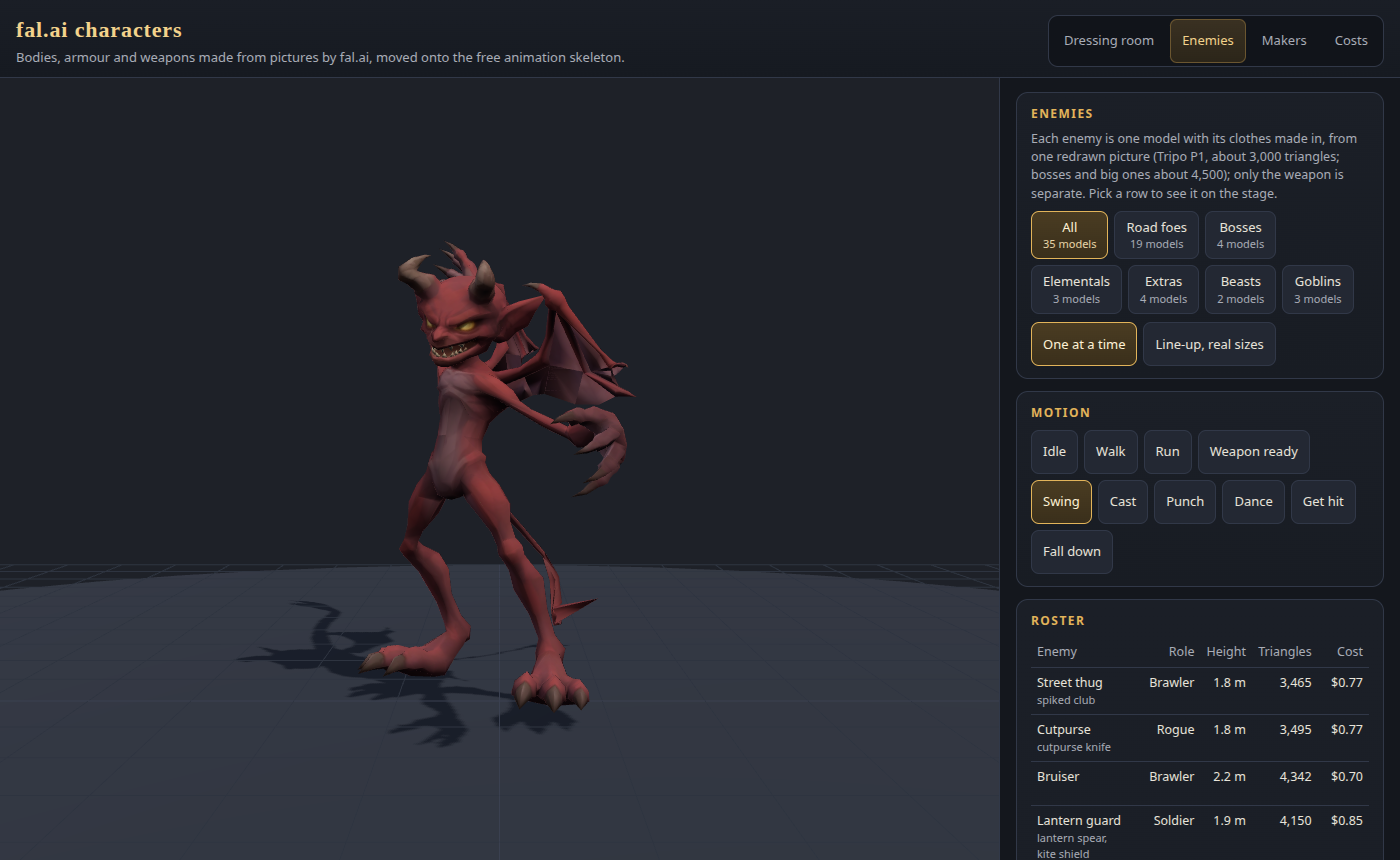 fal.ai characters
Bodies, armour and weapons made from pictures by fal.ai, moved onto the free animation skeleton.
Dressing room Enemies Makers Costs
ENEMIES
Each enemy is one model with its clothes made in, from
one redrawn picture (Tripo P1, about 3,000 triangles;
bosses and big ones about 4,500); only the weapon is
separate. Pick a row to see it on the stage.
All Road foes Bosses
35 models 19 models 4 models
Elementals Extras Beasts Goblins
3 models 4 models 2 models 3 models
One at a time Line-up, real sizes
MOTION
Idle Walk Run Weapon ready
Swing Cast Punch Dance Get hit
Fall down
ROSTER
Enemy Role Height Triangles Cost
Street thug Brawler 1.8 m 3,465 $0.77
spiked club
Cutpurse Rogue 1.8 m 3,495 $0.77
cutpurse knife
Bruiser Brawler 2.2 m 4,342 $0.70
Lantern guard Soldier 1.9 m 4,150 $0.85
lantern spear,
kite shield